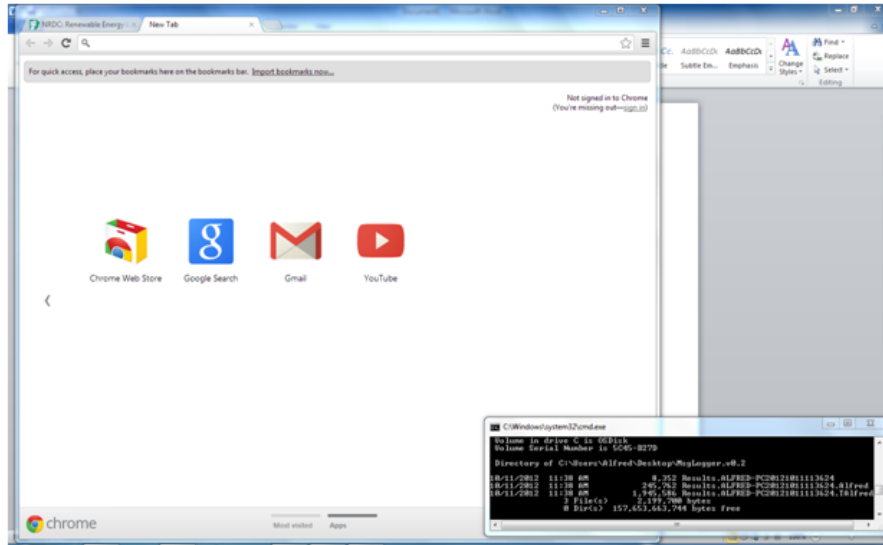 NRDC: Renewable Energy
New Tab
For quick access, place your bookmarks here on the bookmarks bar. Import bookmarks now...
Not signed in to Chrome
(You're missing out—sign in)
Chrome Web Store
Google Search
Gmail
YouTube
chrome
Most visited
Apps
AaBbCcDc
AaBbCcDc
Subtle Em...
Emphasis
Change
Styles
Find
Replace
Select
Editing
C:\Windows\system32\cmd.exe
Volume in drive C is OSDisk
Volume Serial Number is 5C45-827D
Directory of C:\Users\Alfred\Desktop\MsgLogger.v0.2
10/11/2012 11:38 AM 8,352 Results.ALFRED-PC20121011113624
10/11/2012 11:38 AM 245,762 Results.ALFRED-PC20121011113624.Alfred
10/11/2012 11:38 AM 1,945,586 Results.ALFRED-PC20121011113624.TAlfred
3 File(s) 2,199,700 bytes
0 Dir(s) 157,653,663,744 bytes free